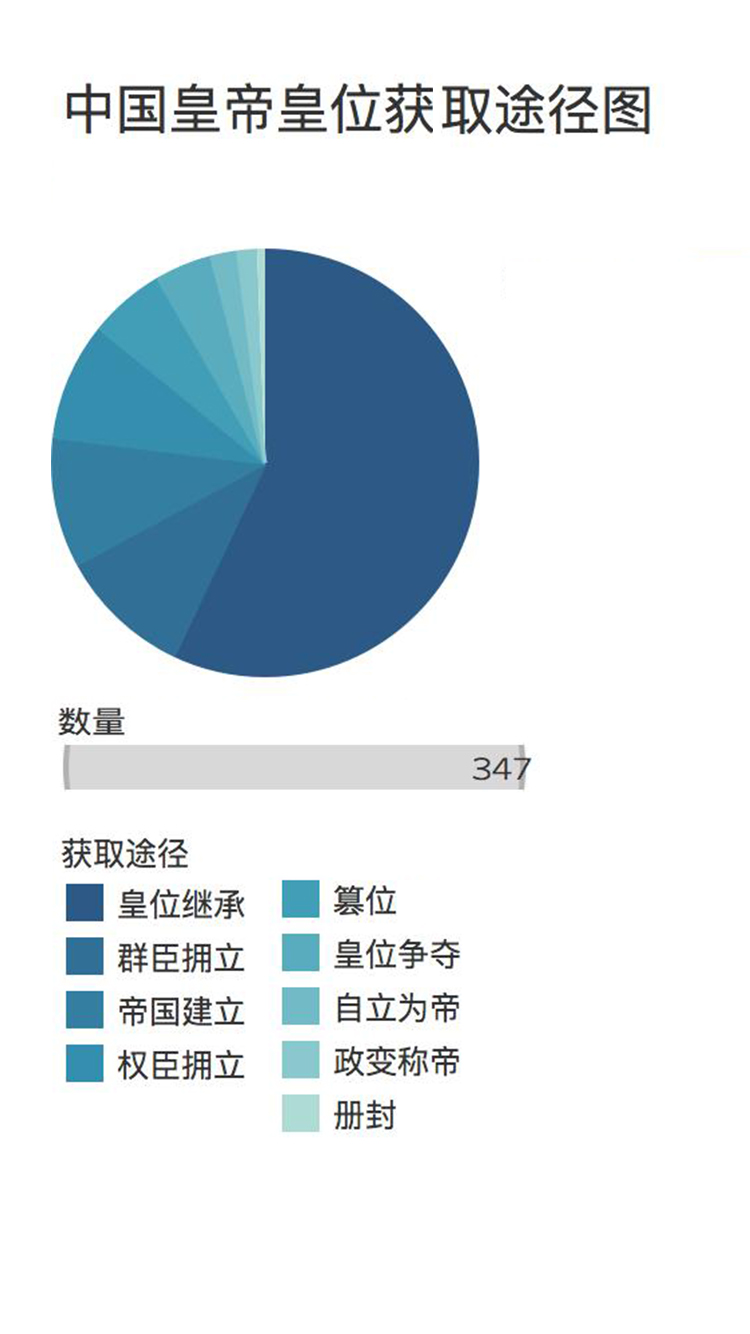 中国皇帝皇位获取途径图
数量
347
获取途径
皇位继承
群臣拥立
帝国建立
权臣拥立
篡位
皇位争夺
自立为帝
政变称帝
册封